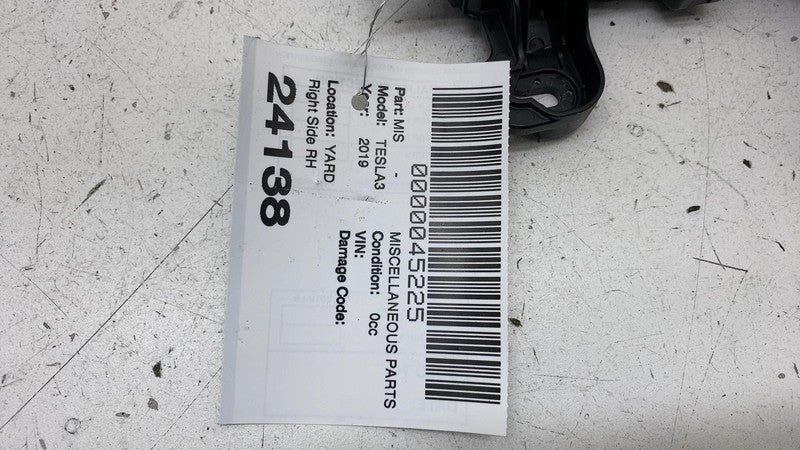 0000045225
Part: MIS - MISCELLANEOUS PARTS
Model: TESLA3 Condition: 0cc
Year: 2019 VIN:
Damage Code:
Location: YARD
Right Side RH
24138